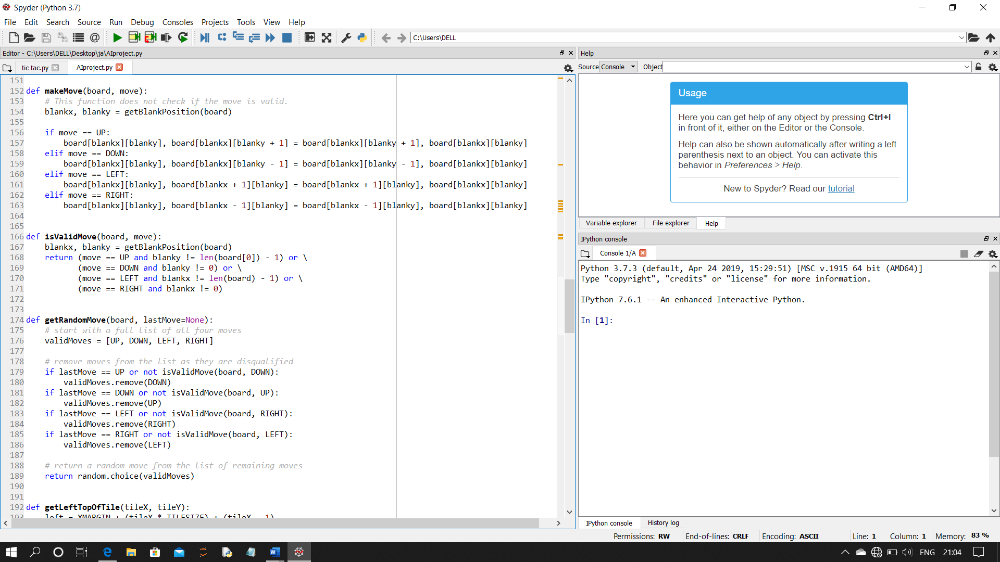 Spyder (Python 3.7)
File Edit Search Source Run Debug Consoles Projects Tools View Help
C:\Users\DELL
Editor - C:\Users\DELL\Desktop\ja\AIproject.py
tic tac.py AIproject.py
151
152 def makeMove(board, move):
153     # This function does not check if the move is valid.
154     blankx, blanky = getBlankPosition(board)
155
156     if move == UP:
157         board[blankx][blanky], board[blankx][blanky + 1] = board[blankx][blanky + 1], board[blankx][blanky]
158     elif move == DOWN:
159         board[blankx][blanky], board[blankx][blanky - 1] = board[blankx][blanky - 1], board[blankx][blanky]
160     elif move == LEFT:
161         board[blankx][blanky], board[blankx + 1][blanky] = board[blankx + 1][blanky], board[blankx][blanky]
162     elif move == RIGHT:
163         board[blankx][blanky], board[blankx - 1][blanky] = board[blankx - 1][blanky], board[blankx][blanky]
164
165
166 def isValidMove(board, move):
167     blankx, blanky = getBlankPosition(board)
168     return (move == UP and blanky != len(board[0]) - 1) or \
169            (move == DOWN and blanky != 0) or \
170            (move == LEFT and blankx != len(board) - 1) or \
171            (move == RIGHT and blankx != 0)
172
173
174 def getRandomMove(board, lastMove=None):
175     # start with a full list of all four moves
176     validMoves = [UP, DOWN, LEFT, RIGHT]
177
178     # remove moves from the list as they are disqualified
179     if lastMove == UP or not isValidMove(board, DOWN):
180         validMoves.remove(DOWN)
181     if lastMove == DOWN or not isValidMove(board, UP):
182         validMoves.remove(UP)
183     if lastMove == LEFT or not isValidMove(board, RIGHT):
184         validMoves.remove(RIGHT)
185     if lastMove == RIGHT or not isValidMove(board, LEFT):
186         validMoves.remove(LEFT)
187
188     # return a random move from the list of remaining moves
189     return random.choice(validMoves)
190
191
192 def getLeftTopOfTile(tileX, tileY):
193     left = XMARGIN + (tileX * TILESIZE) + (tileX - 1)
Help
Source Console Object
Usage
Here you can get help of any object by pressing Ctrl+I
in front of it, either on the Editor or the Console.
Help can also be shown automatically after writing a left
parenthesis next to an object. You can activate this
behavior in Preferences > Help.
New to Spyder? Read our tutorial
Variable explorer File explorer Help
IPython console
Console 1/A
Python 3.7.3 (default, Apr 24 2019, 15:29:51) [MSC v.1915 64 bit (AMD64)]
Type "copyright", "credits" or "license" for more information.
IPython 7.6.1 -- An enhanced Interactive Python.
In [1]:
IPython console History log
Permissions: RW End-of-lines: CRLF Encoding: ASCII Line: 1 Column: 1 Memory: 83 %
ENG 21:04